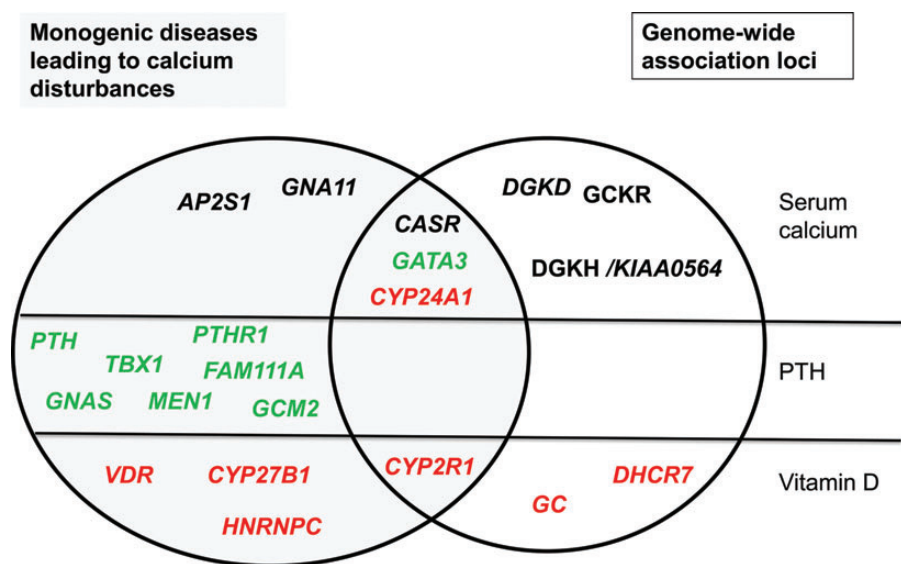 Monogenic diseases
leading to calcium
disturbances
Genome-wide
association loci
AP2S1
GNA11
CASR
GATA3
CYP24A1
DGKD
GCKR
DGKH /KIAA0564
Serum
calcium
PTH
PTHR1
TBX1
FAM111A
GNAS
MEN1
GCM2
PTH
VDR
CYP27B1
HNRNPC
CYP2R1
GC
DHCR7
Vitamin D